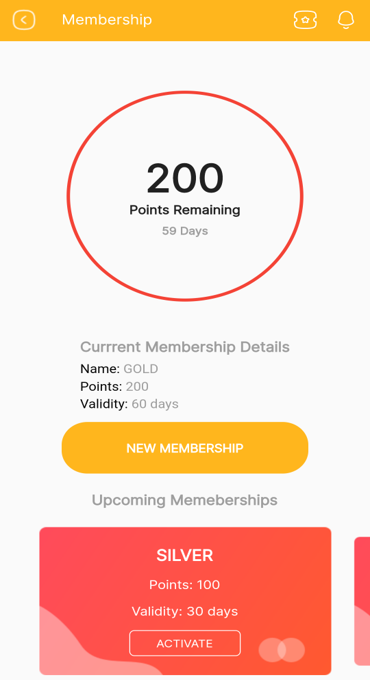 Membership
200
Points Remaining
59 Days
Currrent Membership Details
Name: GOLD
Points: 200
Validity: 60 days
NEW MEMBERSHIP
Upcoming Memeberships
SILVER
Points: 100
Validity: 30 days
ACTIVATE